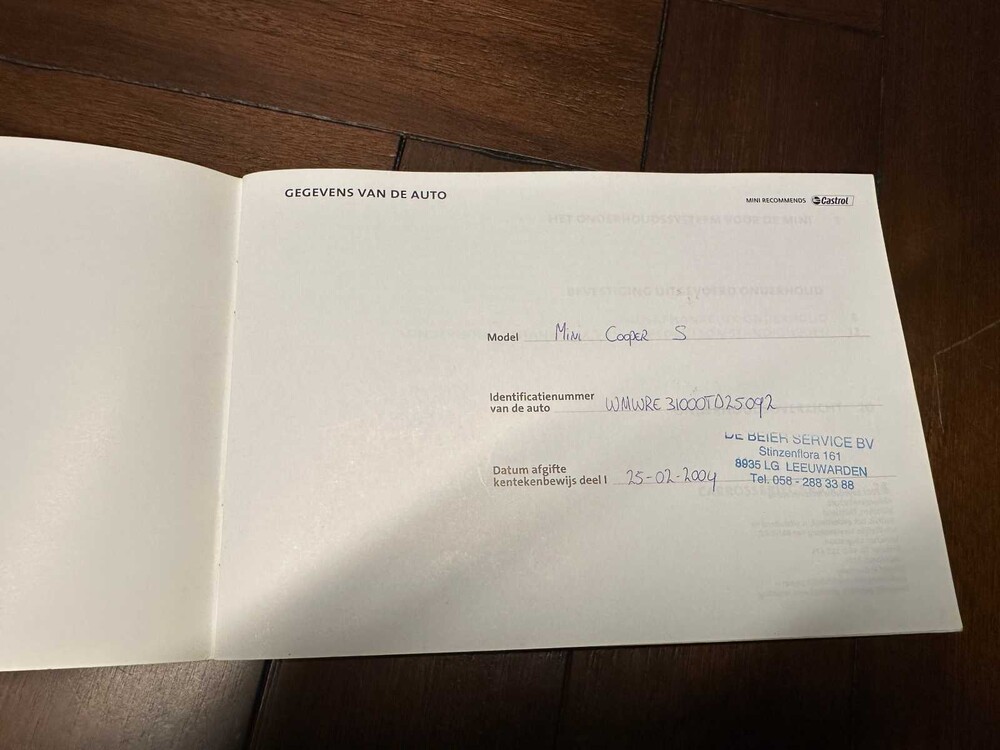 GEGEVENS VAN DE AUTO
MINI RECOMMENDS Castrol
Model Mini Cooper S
Identificatienummer
van de auto WMWRE31000TD25092
DE BEIER SERVICE BV
Stinzenflora 161
8935 LG LEEUWARDEN
Tel. 058 - 288 33 88
Datum afgifte
kentekenbewijs deel I 25-02-2004